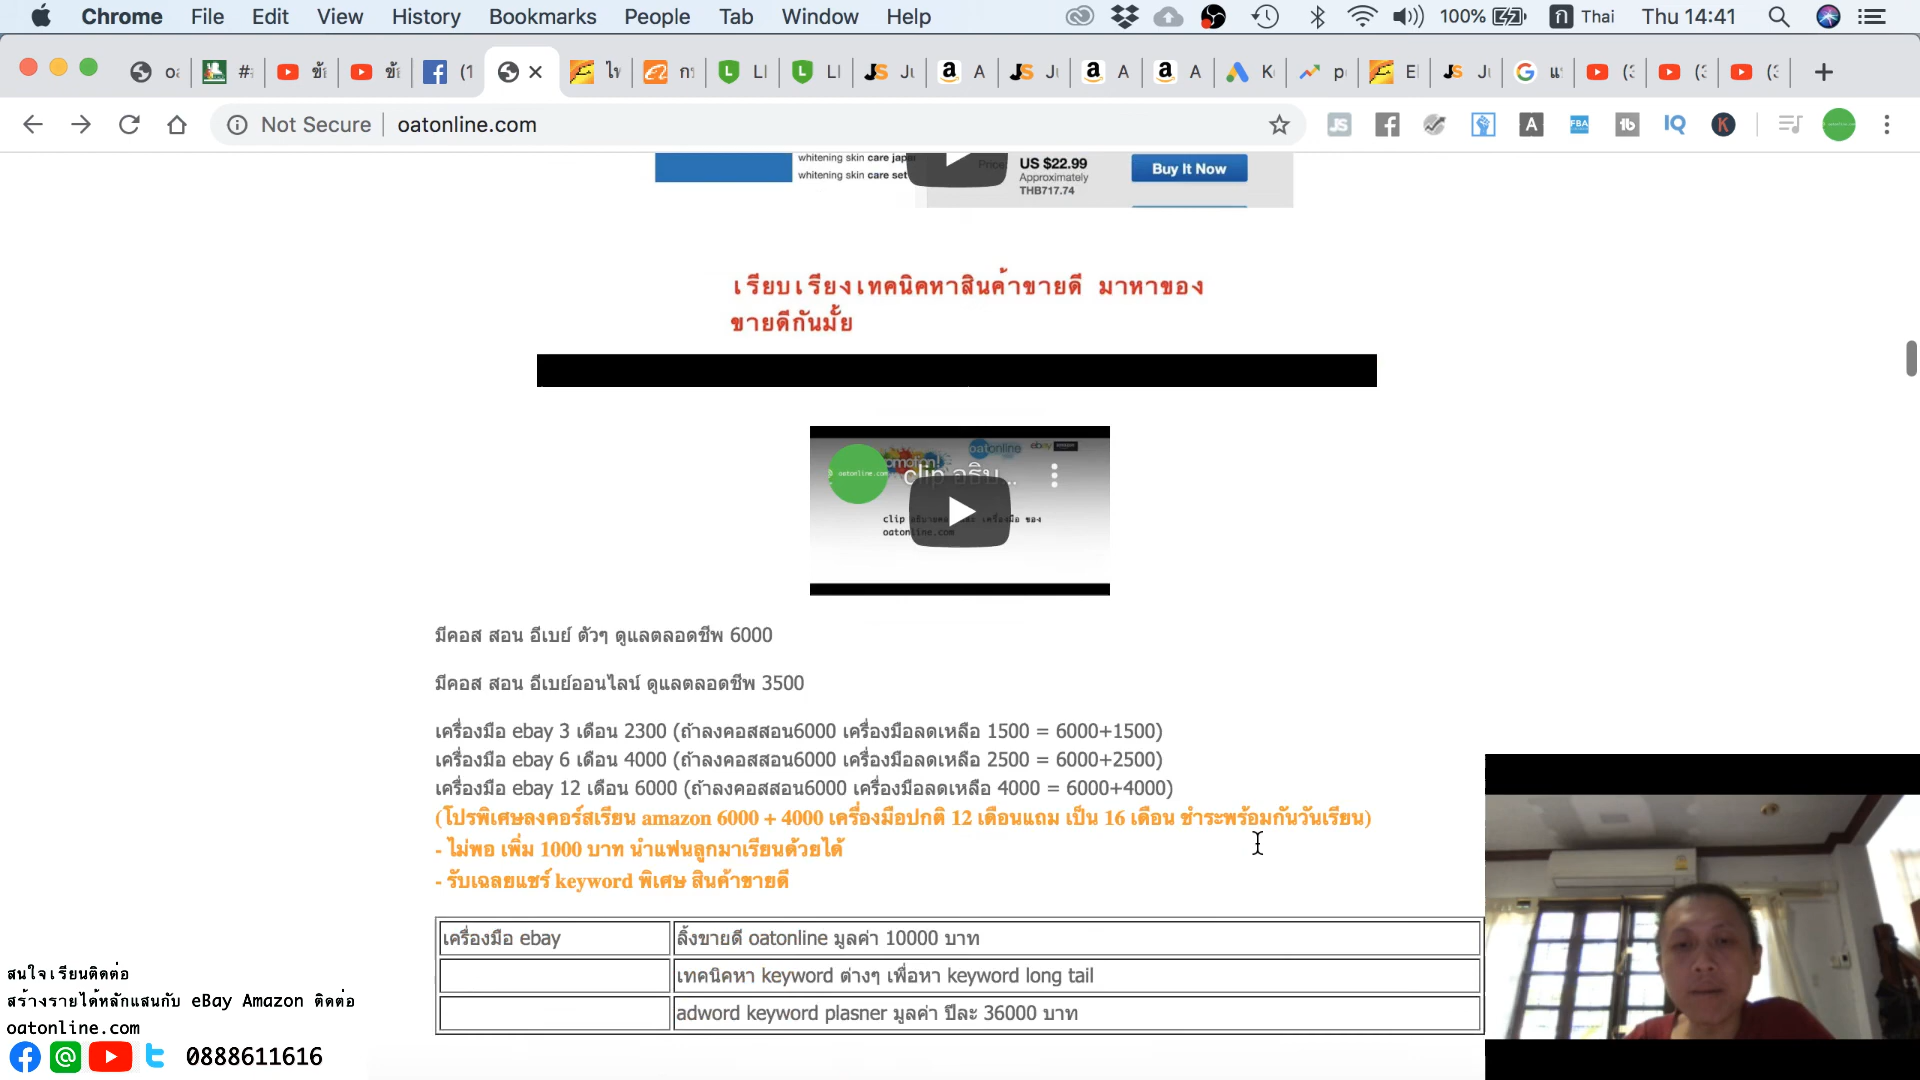 Chrome File Edit View History Bookmarks People Tab Window Help 100% Thai Thu 14:41
Not Secure oatonline.com
whitening skin care japa
whitening skin care set
Price:
US $22.99
Approximately
THB717.74
Buy It Now
เรียบเรียงเทคนิคหาสินค้าขายดี มาหาของ
ขายดีกันมั้ย
clip อธิบ...
มีคอส สอน อีเบย์ ตัวๆ ดูแลตลอดชีพ 6000
มีคอส สอน อีเบย์ออนไลน์ ดูแลตลอดชีพ 3500
เครื่องมือ ebay 3 เดือน 2300 (ถ้าลงคอสสอน6000 เครื่องมือลดเหลือ 1500 = 6000+1500)
เครื่องมือ ebay 6 เดือน 4000 (ถ้าลงคอสสอน6000 เครื่องมือลดเหลือ 2500 = 6000+2500)
เครื่องมือ ebay 12 เดือน 6000 (ถ้าลงคอสสอน6000 เครื่องมือลดเหลือ 4000 = 6000+4000)
(โปรพิเศษลงคอร์สเรียน amazon 6000 + 4000 เครื่องมือปกติ 12 เดือนแถม เป็น 16 เดือน ชำระพร้อมกันวันเรียน)
- ไม่พอ เพิ่ม 1000 บาท นำแฟนลูกมาเรียนด้วยได้
- รับเฉลยแชร์ keyword พิเศษ สินค้าขายดี
เครื่องมือ ebay ลิ้งขายดี oatonline มูลค่า 10000 บาท
เทคนิคหา keyword ต่างๆ เพื่อหา keyword long tail
adword keyword plasner มูลค่า ปีละ 36000 บาท
สนใจเรียนติดต่อ
สร้างรายได้หลักแสนกับ eBay Amazon ติดต่อ
oatonline.com
0888611616